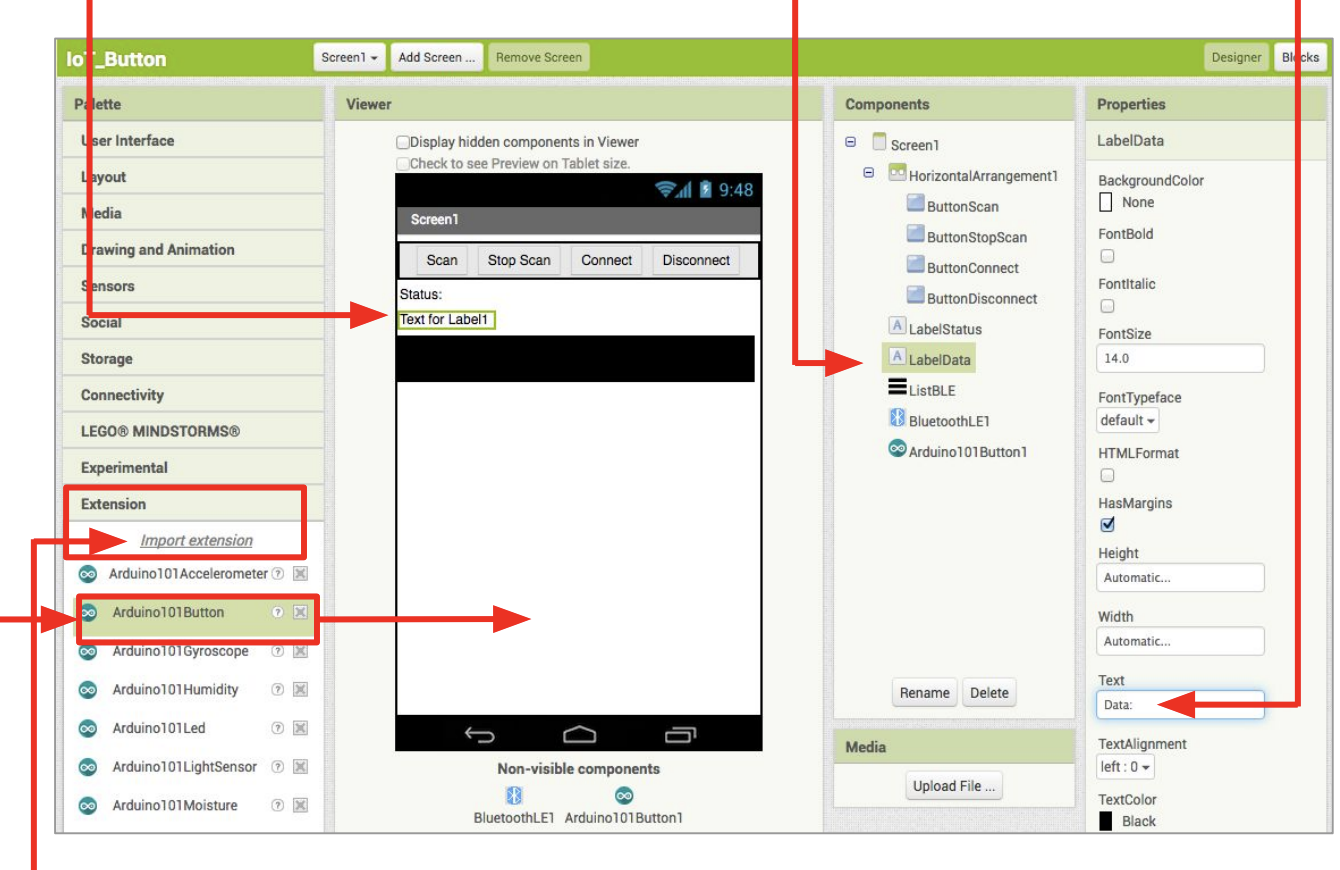 IoT_Button
Screen1
Add Screen ...
Remove Screen
Designer
Blocks
Palette
User Interface
Layout
Media
Drawing and Animation
Sensors
Social
Storage
Connectivity
LEGO® MINDSTORMS®
Experimental
Extension
Import extension
Arduino101Accelerometer ?
Arduino101Button ?
Arduino101Gyroscope ?
Arduino101Humidity ?
Arduino101Led ?
Arduino101LightSensor ?
Arduino101Moisture ?
Viewer
Display hidden components in Viewer
Check to see Preview on Tablet size.
9:48
Screen1
Scan
Stop Scan
Connect
Disconnect
Status:
Text for Label1
Non-visible components
BluetoothLE1
Arduino101Button1
Components
Screen1
HorizontalArrangement1
ButtonScan
ButtonStopScan
ButtonConnect
ButtonDisconnect
A LabelStatus
A LabelData
ListBLE
BluetoothLE1
Arduino101Button1
Rename
Delete
Media
Upload File ...
Properties
LabelData
BackgroundColor
None
FontBold
FontItalic
FontSize
14.0
FontTypeface
default
HTMLFormat
HasMargins
Height
Automatic...
Width
Automatic...
Text
Data:
TextAlignment
left : 0
TextColor
Black